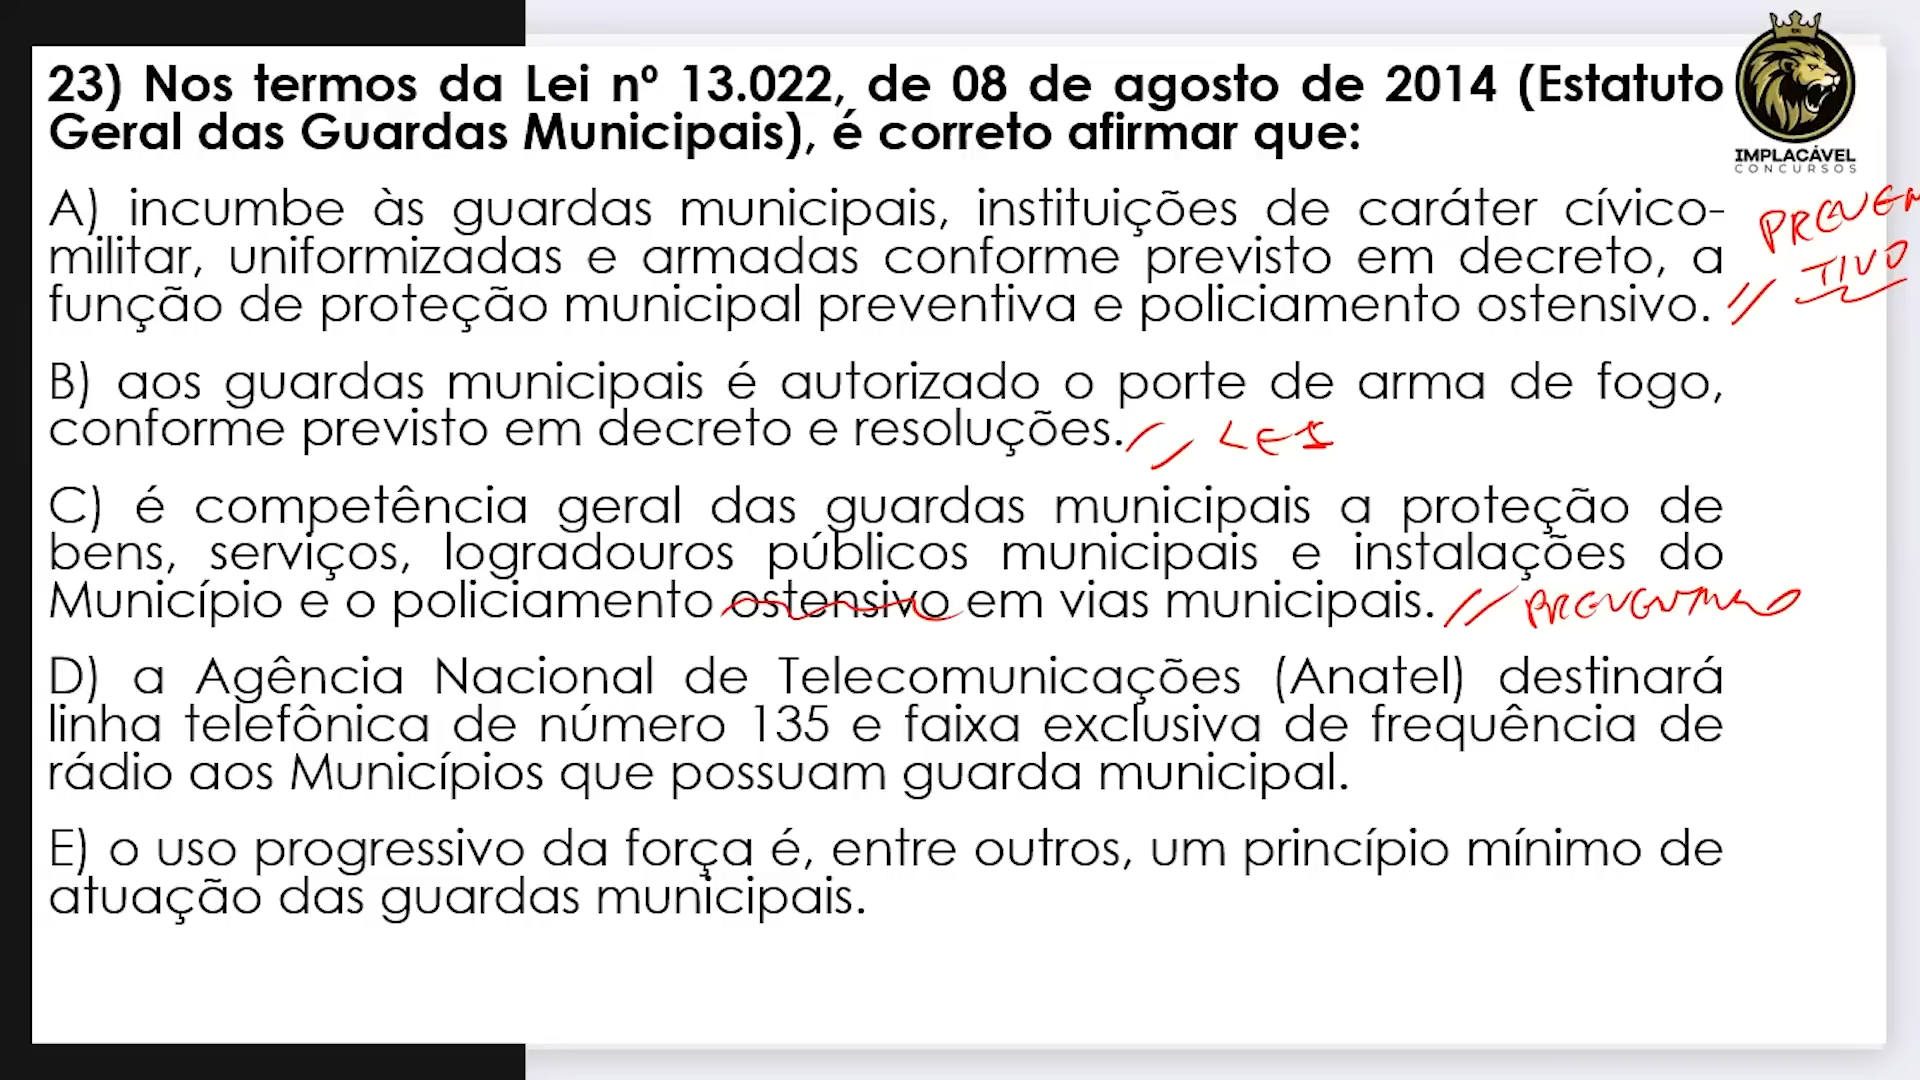 23) Nos termos da Lei nº 13.022, de 08 de agosto de 2014 (Estatuto
Geral das Guardas Municipais), é correto afirmar que:
IMPLACÁVEL
CONCURSOS
A) incumbe às guardas municipais, instituições de caráter cívico-
militar, uniformizadas e armadas conforme previsto em decreto, a
função de proteção municipal preventiva e policiamento ostensivo.
PREVEN
TIVO
B) aos guardas municipais é autorizado o porte de arma de fogo,
conforme previsto em decreto e resoluções. LEI
C) é competência geral das guardas municipais a proteção de
bens, serviços, logradouros públicos municipais e instalações do
Município e o policiamento ostensivo em vias municipais. PREVENTIVO
D) a Agência Nacional de Telecomunicações (Anatel) destinará
linha telefônica de número 135 e faixa exclusiva de frequência de
rádio aos Municípios que possuam guarda municipal.
E) o uso progressivo da força é, entre outros, um princípio mínimo de
atuação das guardas municipais.